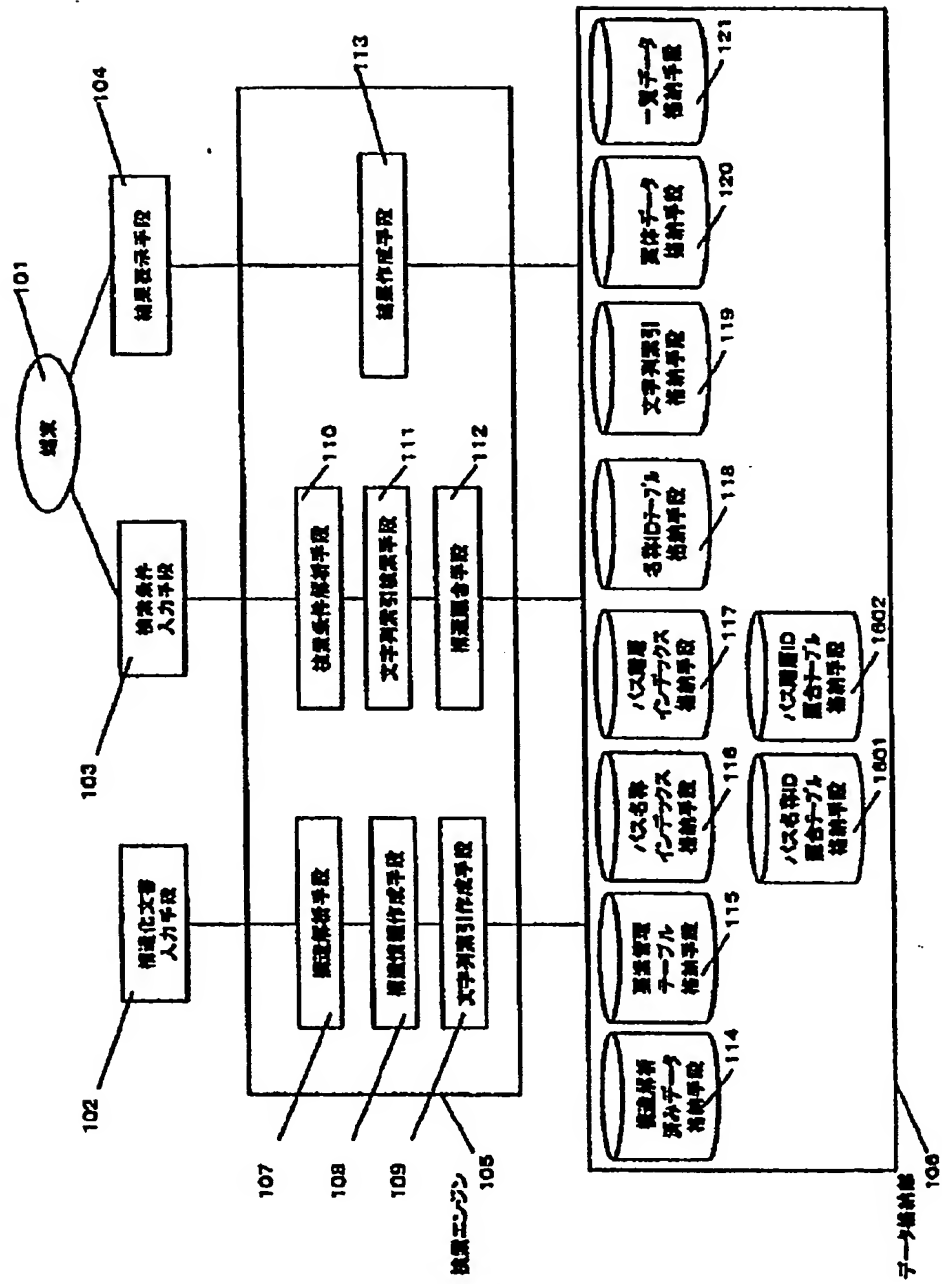 101
端末
102
構造化文書
入力手段
103
検索条件
入力手段
104
結果表示手段
107
構造解析手段
108
構造情報作成手段
109
文字列索引作成手段
105
検索エンジン
110
検索条件解析手段
111
文字列索引検索手段
112
構造照合手段
113
結果作成手段
構造解析
済みデータ
格納手段
114
要素管理
テーブル
格納手段
115
パス名称
インデックス
格納手段
116
パス階層
インデックス
格納手段
117
名称IDテーブル
格納手段
118
文字列索引
格納手段
119
実体データ
格納手段
120
一覧データ
格納手段
121
パス名称ID
照合テーブル
格納手段
1601
パス階層ID
照合テーブル
格納手段
1602
データ格納部
106